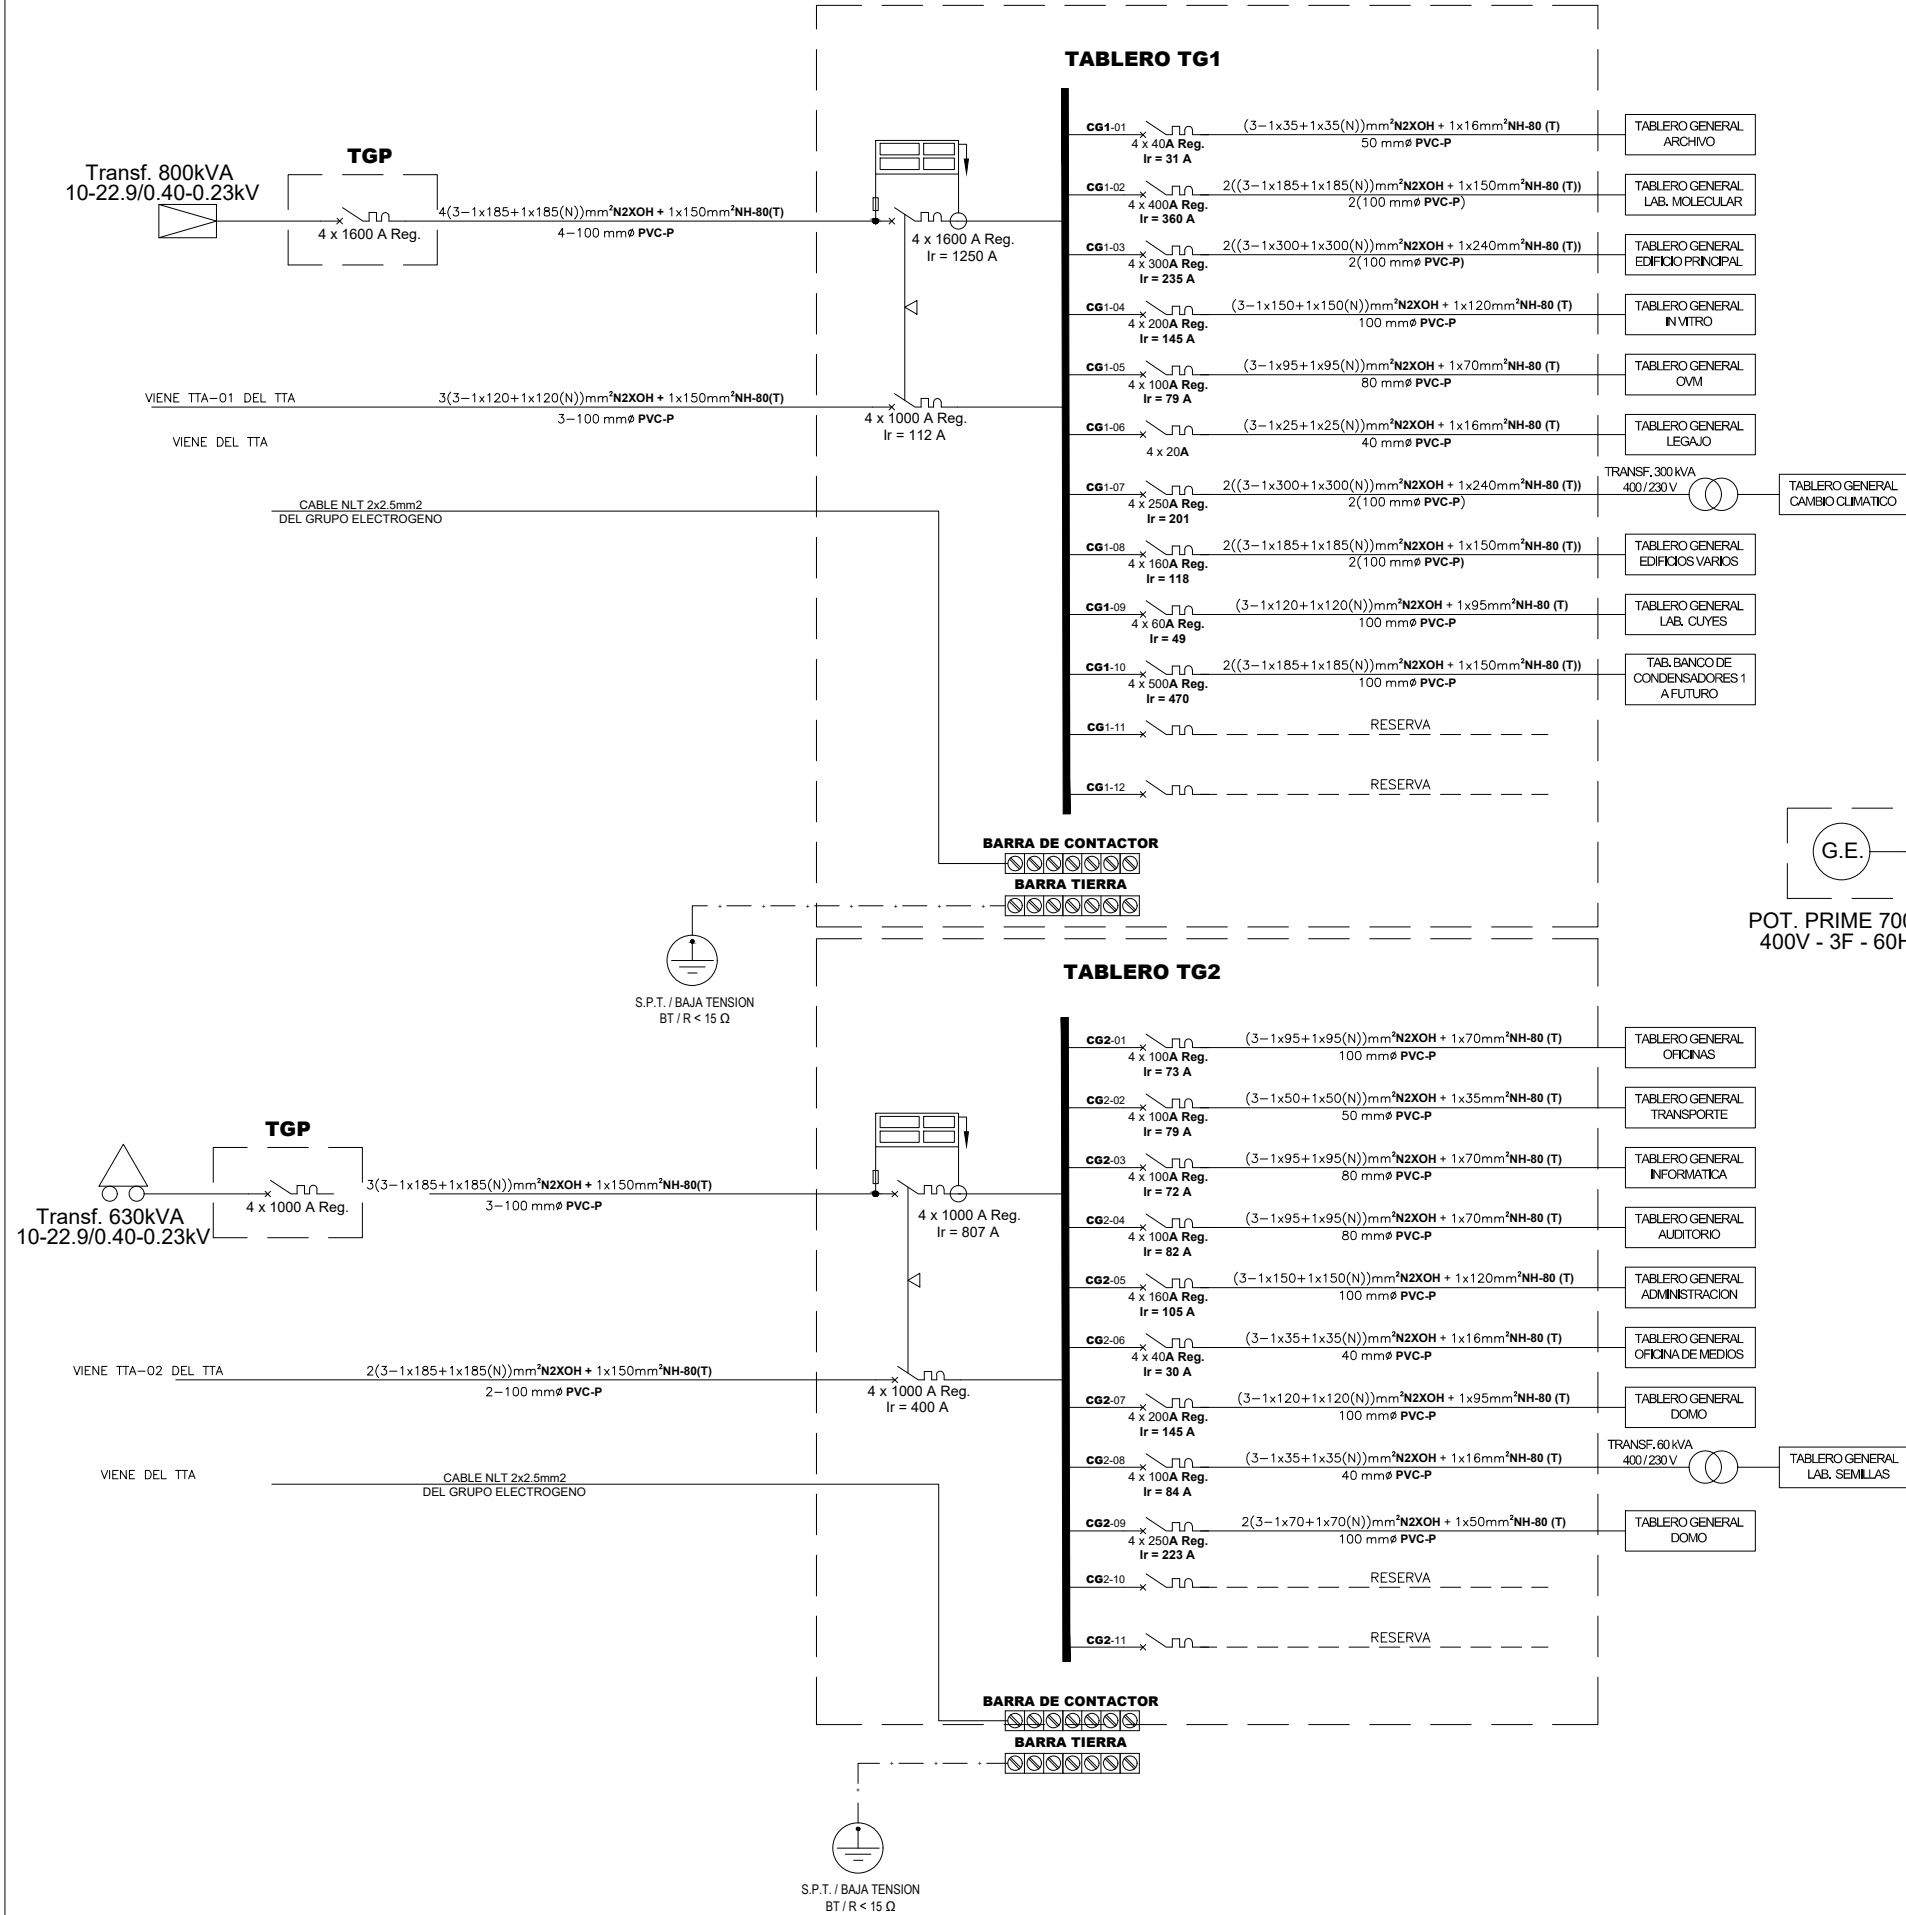 TABLERO TG1
Transf. 800kVA
10-22.9/0.40-0.23kV
TGP
4 x 1600 A Reg.
4(3-1x185+1x185(N))mm²N2XOH + 1x150mm²NH-80(T)
4-100 mmø PVC-P
4 x 1600 A Reg.
Ir = 1250 A
VIENE TTA-01 DEL TTA
3(3-1x120+1x120(N))mm²N2XOH + 1x150mm²NH-80(T)
3-100 mmø PVC-P
4 x 1000 A Reg.
Ir = 112 A
VIENE DEL TTA
CABLE NLT 2x2.5mm2
DEL GRUPO ELECTROGENO
CG1-01
4 x 40A Reg.
Ir = 31 A
(3-1x35+1x35(N))mm²N2XOH + 1x16mm²NH-80 (T)
50 mmø PVC-P
TABLERO GENERAL
ARCHIVO
CG1-02
4 x 400A Reg.
Ir = 360 A
2((3-1x185+1x185(N))mm²N2XOH + 1x150mm²NH-80 (T))
2(100 mmø PVC-P)
TABLERO GENERAL
LAB. MOLECULAR
CG1-03
4 x 300A Reg.
Ir = 235 A
2((3-1x300+1x300(N))mm²N2XOH + 1x240mm²NH-80 (T))
2(100 mmø PVC-P)
TABLERO GENERAL
EDIFICIO PRINCIPAL
CG1-04
4 x 200A Reg.
Ir = 145 A
(3-1x150+1x150(N))mm²N2XOH + 1x120mm²NH-80 (T)
100 mmø PVC-P
TABLERO GENERAL
IN VITRO
CG1-05
4 x 100A Reg.
Ir = 79 A
(3-1x95+1x95(N))mm²N2XOH + 1x70mm²NH-80 (T)
80 mmø PVC-P
TABLERO GENERAL
OVM
CG1-06
4 x 20A
(3-1x25+1x25(N))mm²N2XOH + 1x16mm²NH-80 (T)
40 mmø PVC-P
TABLERO GENERAL
LEGAJO
CG1-07
4 x 250A Reg.
Ir = 201
2((3-1x300+1x300(N))mm²N2XOH + 1x240mm²NH-80 (T))
2(100 mmø PVC-P)
TRANSF. 300 kVA
400 / 230 V
TABLERO GENERAL
CAMBIO CLIMATICO
CG1-08
4 x 160A Reg.
Ir = 118
2((3-1x185+1x185(N))mm²N2XOH + 1x150mm²NH-80 (T))
2(100 mmø PVC-P)
TABLERO GENERAL
EDIFICIOS VARIOS
CG1-09
4 x 60A Reg.
Ir = 49
(3-1x120+1x120(N))mm²N2XOH + 1x95mm²NH-80 (T)
100 mmø PVC-P
TABLERO GENERAL
LAB. CUYES
CG1-10
4 x 500A Reg.
Ir = 470
2((3-1x185+1x185(N))mm²N2XOH + 1x150mm²NH-80 (T))
100 mmø PVC-P
TAB. BANCO DE
CONDENSADORES 1
A FUTURO
CG1-11
RESERVA
CG1-12
RESERVA
BARRA DE CONTACTOR
BARRA TIERRA
S.P.T. / BAJA TENSION
BT / R < 15 Ω
G.E.
POT. PRIME 700
400V - 3F - 60H
TABLERO TG2
Transf. 630kVA
10-22.9/0.40-0.23kV
TGP
4 x 1000 A Reg.
3(3-1x185+1x185(N))mm²N2XOH + 1x150mm²NH-80(T)
3-100 mmø PVC-P
4 x 1000 A Reg.
Ir = 807 A
VIENE TTA-02 DEL TTA
2(3-1x185+1x185(N))mm²N2XOH + 1x150mm²NH-80(T)
2-100 mmø PVC-P
4 x 1000 A Reg.
Ir = 400 A
VIENE DEL TTA
CABLE NLT 2x2.5mm2
DEL GRUPO ELECTROGENO
CG2-01
4 x 100A Reg.
Ir = 73 A
(3-1x95+1x95(N))mm²N2XOH + 1x70mm²NH-80 (T)
100 mmø PVC-P
TABLERO GENERAL
OFICINAS
CG2-02
4 x 100A Reg.
Ir = 79 A
(3-1x50+1x50(N))mm²N2XOH + 1x35mm²NH-80 (T)
50 mmø PVC-P
TABLERO GENERAL
TRANSPORTE
CG2-03
4 x 100A Reg.
Ir = 72 A
(3-1x95+1x95(N))mm²N2XOH + 1x70mm²NH-80 (T)
80 mmø PVC-P
TABLERO GENERAL
INFORMATICA
CG2-04
4 x 100A Reg.
Ir = 82 A
(3-1x95+1x95(N))mm²N2XOH + 1x70mm²NH-80 (T)
80 mmø PVC-P
TABLERO GENERAL
AUDITORIO
CG2-05
4 x 160A Reg.
Ir = 105 A
(3-1x150+1x150(N))mm²N2XOH + 1x120mm²NH-80 (T)
100 mmø PVC-P
TABLERO GENERAL
ADMINISTRACION
CG2-06
4 x 40A Reg.
Ir = 30 A
(3-1x35+1x35(N))mm²N2XOH + 1x16mm²NH-80 (T)
40 mmø PVC-P
TABLERO GENERAL
OFICINA DE MEDIOS
CG2-07
4 x 200A Reg.
Ir = 145 A
(3-1x120+1x120(N))mm²N2XOH + 1x95mm²NH-80 (T)
100 mmø PVC-P
TABLERO GENERAL
DOMO
CG2-08
4 x 100A Reg.
Ir = 84 A
(3-1x35+1x35(N))mm²N2XOH + 1x16mm²NH-80 (T)
40 mmø PVC-P
TRANSF. 60 kVA
400 / 230 V
TABLERO GENERAL
LAB. SEMILLAS
CG2-09
4 x 250A Reg.
Ir = 223 A
2(3-1x70+1x70(N))mm²N2XOH + 1x50mm²NH-80 (T)
100 mmø PVC-P
TABLERO GENERAL
DOMO
CG2-10
RESERVA
CG2-11
RESERVA
BARRA DE CONTACTOR
BARRA TIERRA
S.P.T. / BAJA TENSION
BT / R < 15 Ω